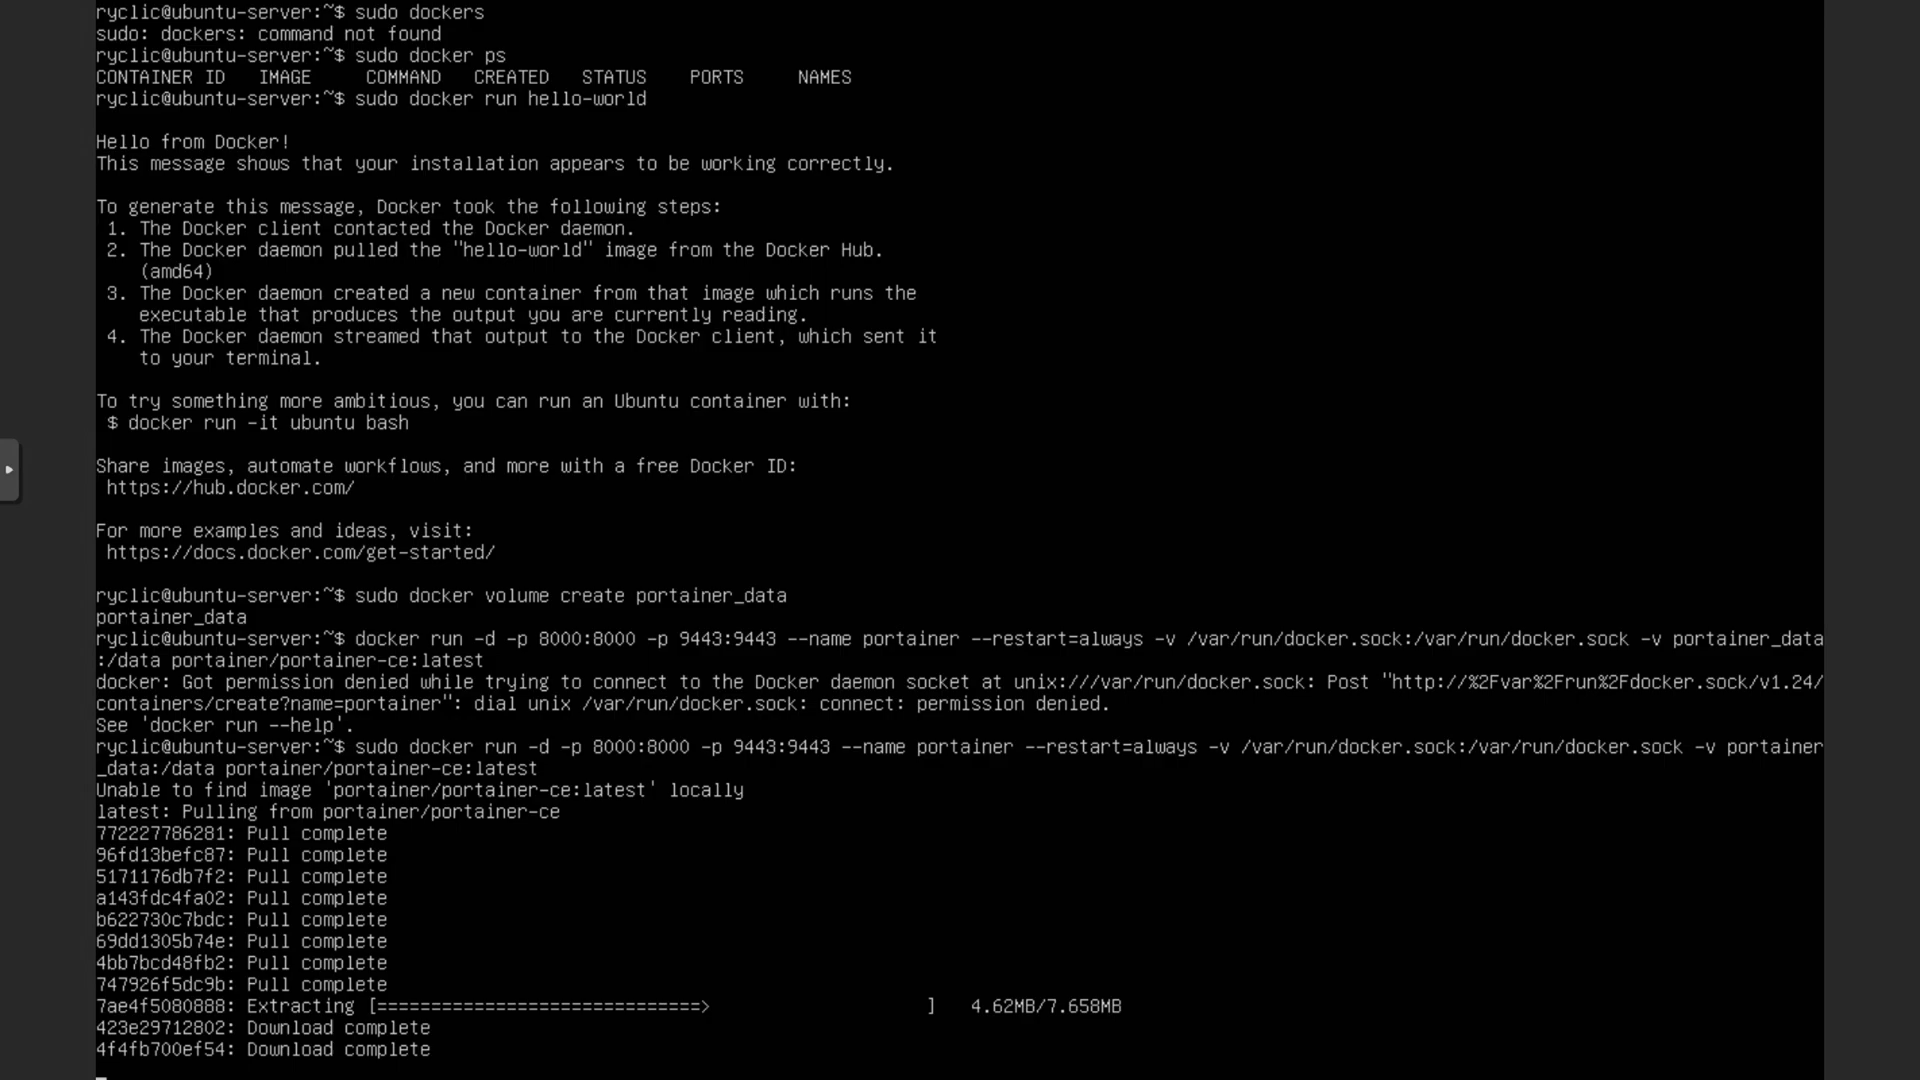 ryclic@ubuntu-server:~$ sudo dockers
sudo: dockers: command not found
ryclic@ubuntu-server:~$ sudo docker ps
CONTAINER ID   IMAGE     COMMAND   CREATED   STATUS    PORTS     NAMES
ryclic@ubuntu-server:~$ sudo docker run hello-world
Hello from Docker!
This message shows that your installation appears to be working correctly.
To generate this message, Docker took the following steps:
1. The Docker client contacted the Docker daemon.
2. The Docker daemon pulled the "hello-world" image from the Docker Hub.
(amd64)
3. The Docker daemon created a new container from that image which runs the
executable that produces the output you are currently reading.
4. The Docker daemon streamed that output to the Docker client, which sent it
to your terminal.
To try something more ambitious, you can run an Ubuntu container with:
$ docker run -it ubuntu bash
Share images, automate workflows, and more with a free Docker ID:
https://hub.docker.com/
For more examples and ideas, visit:
https://docs.docker.com/get-started/
ryclic@ubuntu-server:~$ sudo docker volume create portainer_data
portainer_data
ryclic@ubuntu-server:~$ docker run -d -p 8000:8000 -p 9443:9443 --name portainer --restart=always -v /var/run/docker.sock:/var/run/docker.sock -v portainer_data
:/data portainer/portainer-ce:latest
docker: Got permission denied while trying to connect to the Docker daemon socket at unix:///var/run/docker.sock: Post "http://%2Fvar%2Frun%2Fdocker.sock/v1.24/
containers/create?name=portainer": dial unix /var/run/docker.sock: connect: permission denied.
See 'docker run --help'.
ryclic@ubuntu-server:~$ sudo docker run -d -p 8000:8000 -p 9443:9443 --name portainer --restart=always -v /var/run/docker.sock:/var/run/docker.sock -v portainer
_data:/data portainer/portainer-ce:latest
Unable to find image 'portainer/portainer-ce:latest' locally
latest: Pulling from portainer/portainer-ce
772227786281: Pull complete
96fd13befc87: Pull complete
5171176db7f2: Pull complete
a143fdc4fa02: Pull complete
b622730c7bdc: Pull complete
69dd1305b74e: Pull complete
4bb7bcd48fb2: Pull complete
747926f5dc9b: Pull complete
7ae4f5080888: Extracting [==============================>                    ]   4.62MB/7.658MB
423e29712802: Download complete
4f4fb700ef54: Download complete